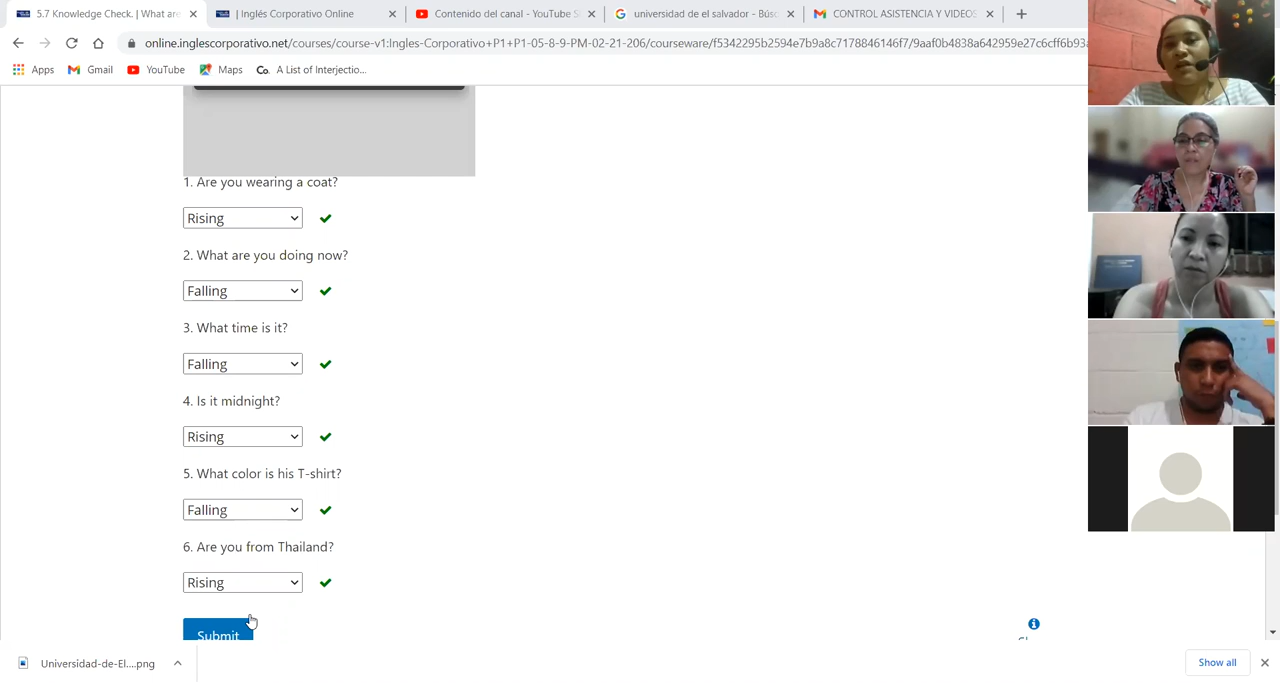 5.7 Knowledge Check. | What are
| Inglés Corporativo Online
Contenido del canal - YouTube S
universidad de el salvador - Búsc
CONTROL ASISTENCIA Y VIDEOS
online.inglescorporativo.net/courses/course-v1:Ingles-Corporativo+P1+P1-05-8-9-PM-02-21-206/courseware/f5342295b2594e7b9a8c7178846146f7/9aaf0b4838a642959e27c6cff6b93a
Apps
Gmail
YouTube
Maps
Co. A List of Interjectio...
1. Are you wearing a coat?
Rising
2. What are you doing now?
Falling
3. What time is it?
Falling
4. Is it midnight?
Rising
5. What color is his T-shirt?
Falling
6. Are you from Thailand?
Rising
Submit
Universidad-de-El....png
Show all